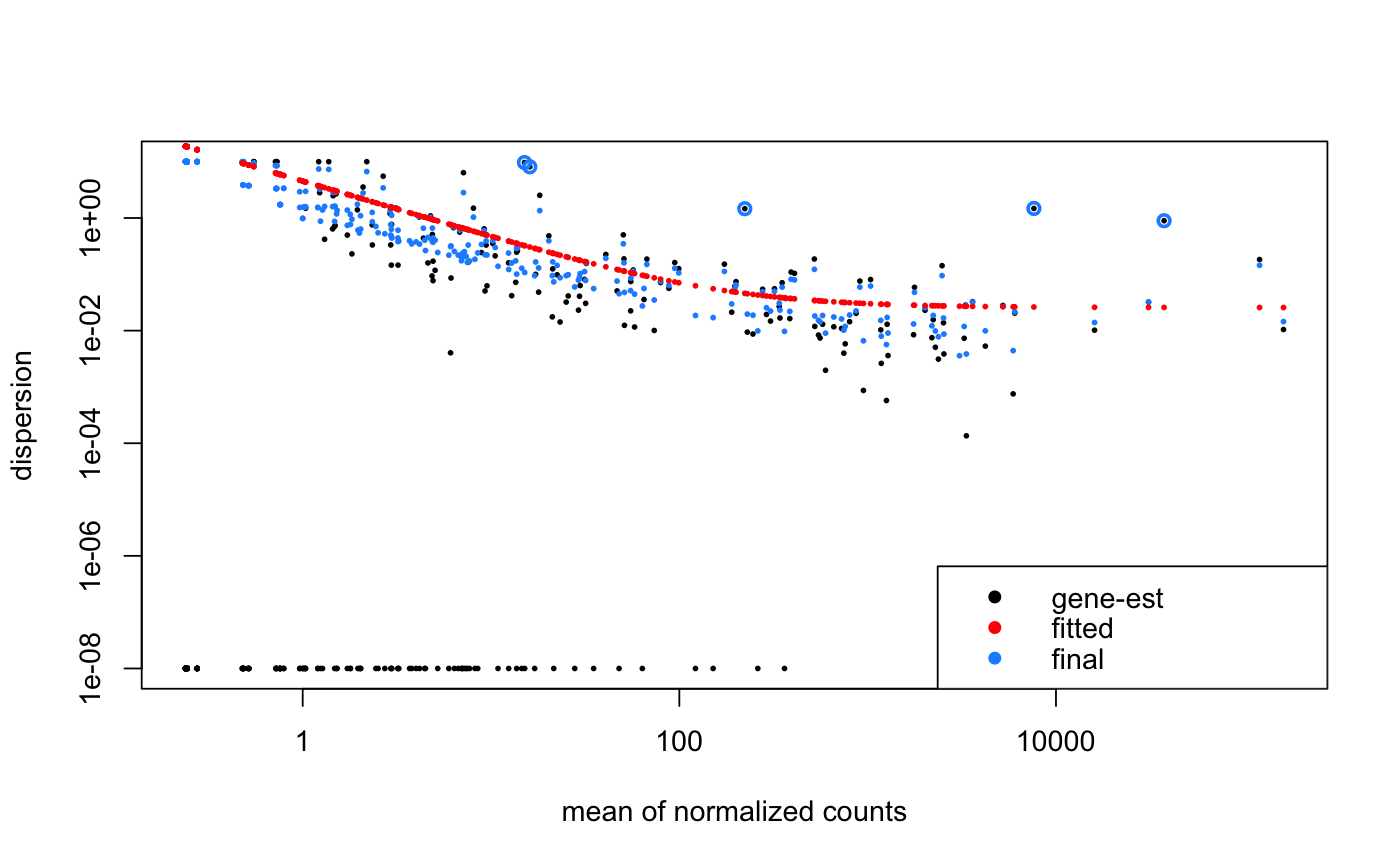 dispersion
1e+00
1e-02
1e-04
1e-06
1e-08
gene-est
fitted
final
1
100
10000
mean of normalized counts